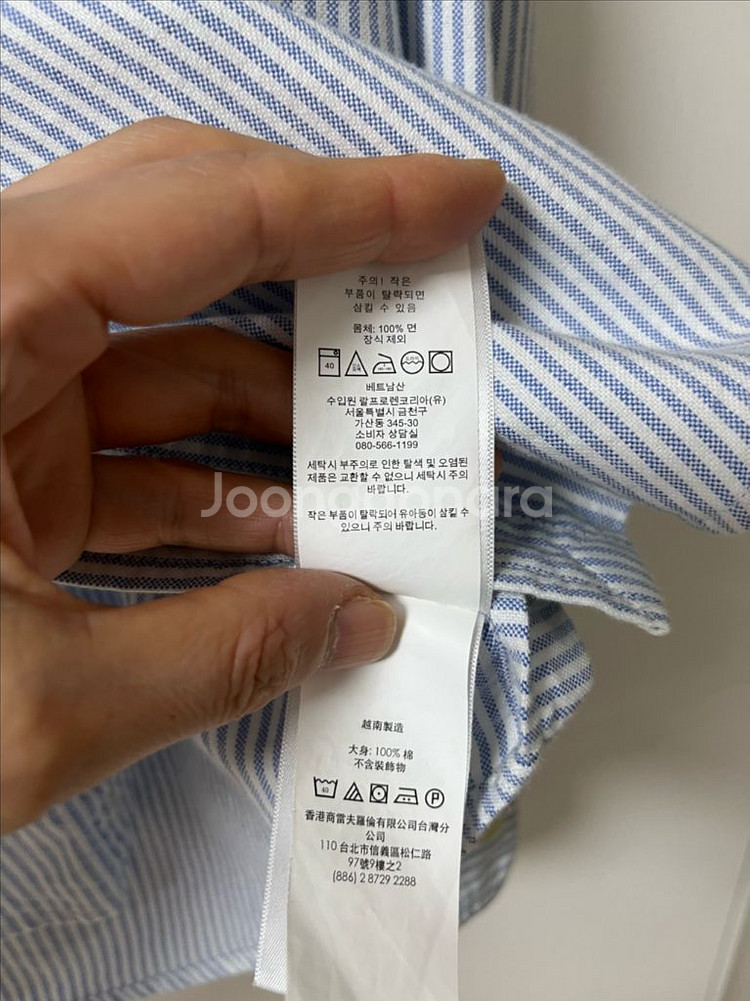 주의! 작은
부품이 탈락되면
삼킬 수 있음
몸체: 100% 면
장식 제외
40
베트남산
수입원 랄프로렌코리아(유)
서울특별시 금천구
가산동 345-30
소비자 상담실
080-566-1199
세탁시 부주의로 인한 탈색 및 오염된
제품은 교환할 수 없으니 세탁시 주의
바랍니다.
Joongonara
작은 부품이 탈락되어 유아동이 삼킬 수
있으니 주의 바랍니다.
越南製造
大身: 100% 棉
不含裝飾物
40 P
香港商雷夫羅倫有限公司台灣分
公司
110 台北市信義區松仁路
97號9樓之2
(886) 2 8729 2288